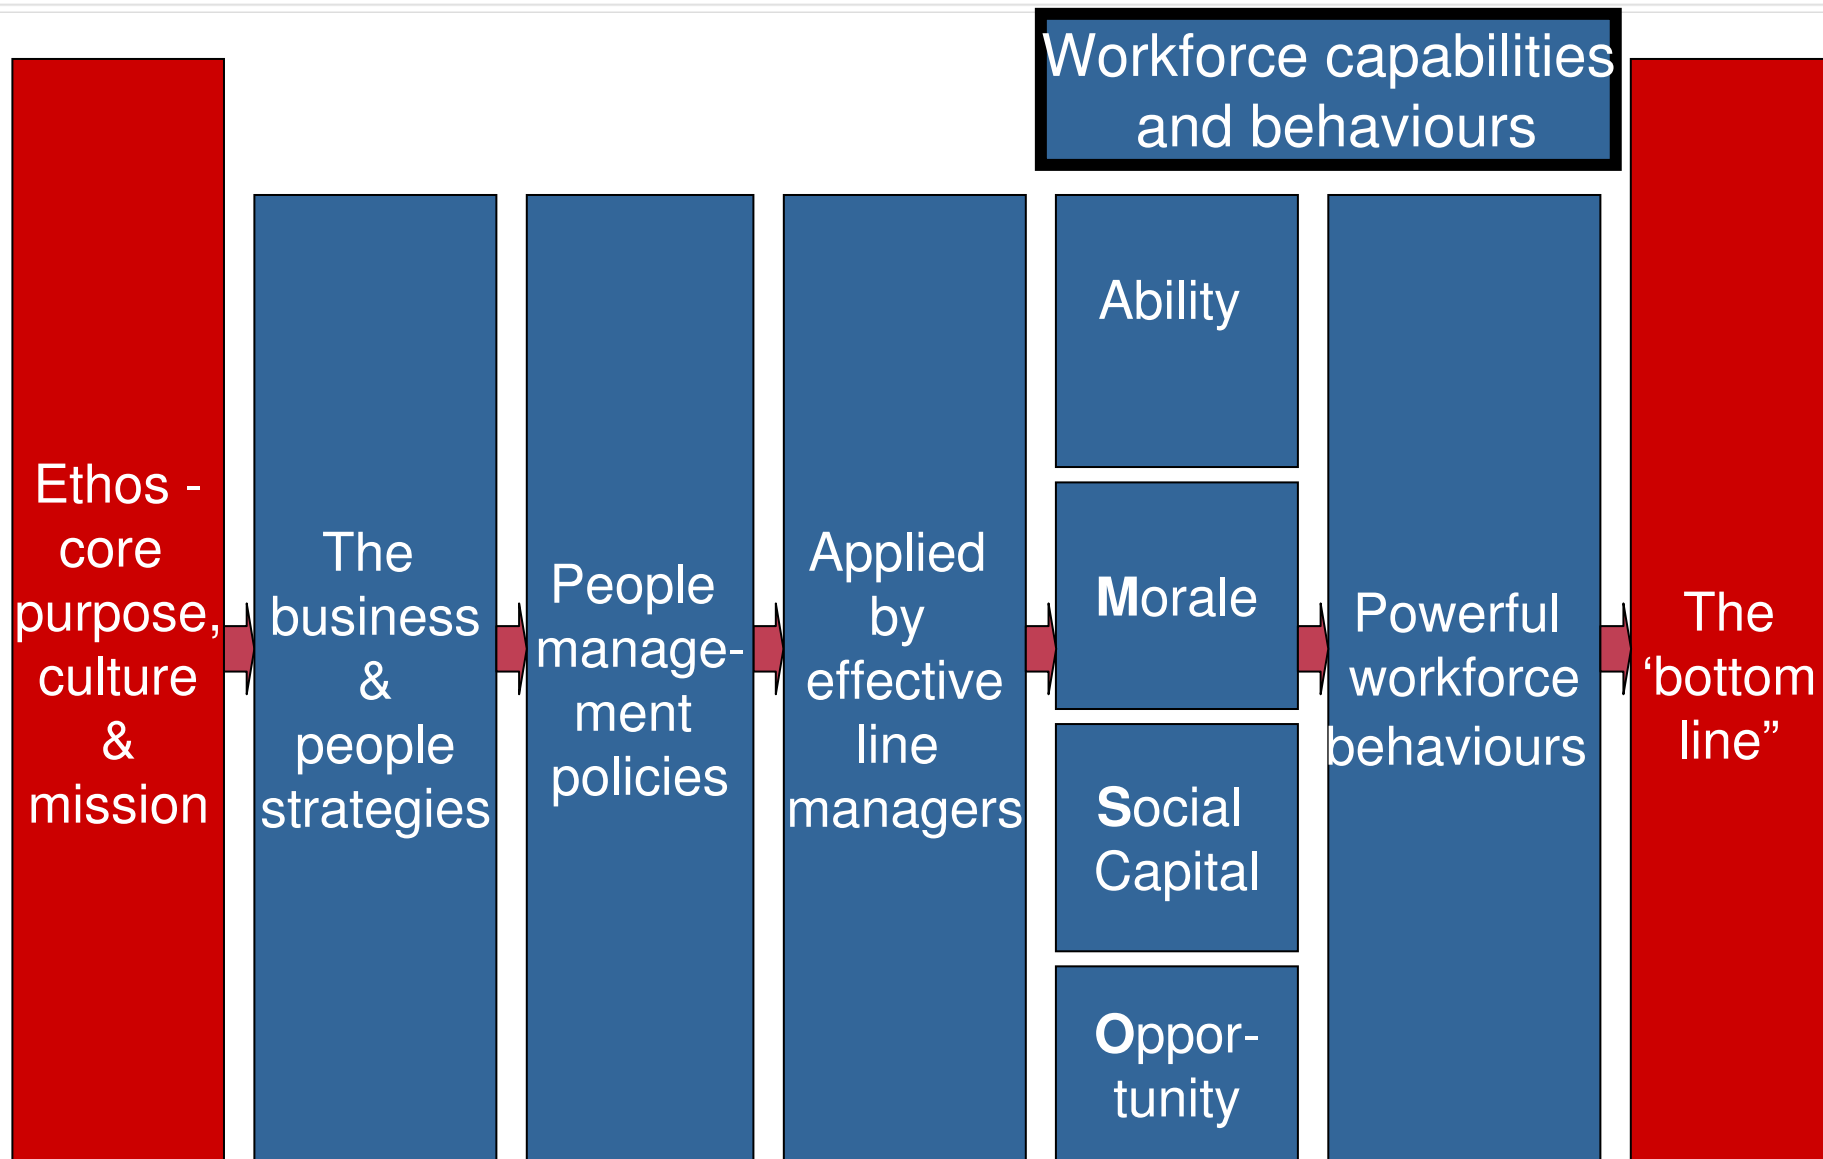 Workforce capabilities
and behaviours
Ethos -
core
purpose,
culture
&
mission
The
business
&
people
strategies
People
manage-
ment
policies
Applied
by
effective
line
managers
Ability
Morale
Social
Capital
Oppor-
tunity
Powerful
workforce
behaviours
The
‘bottom
line”